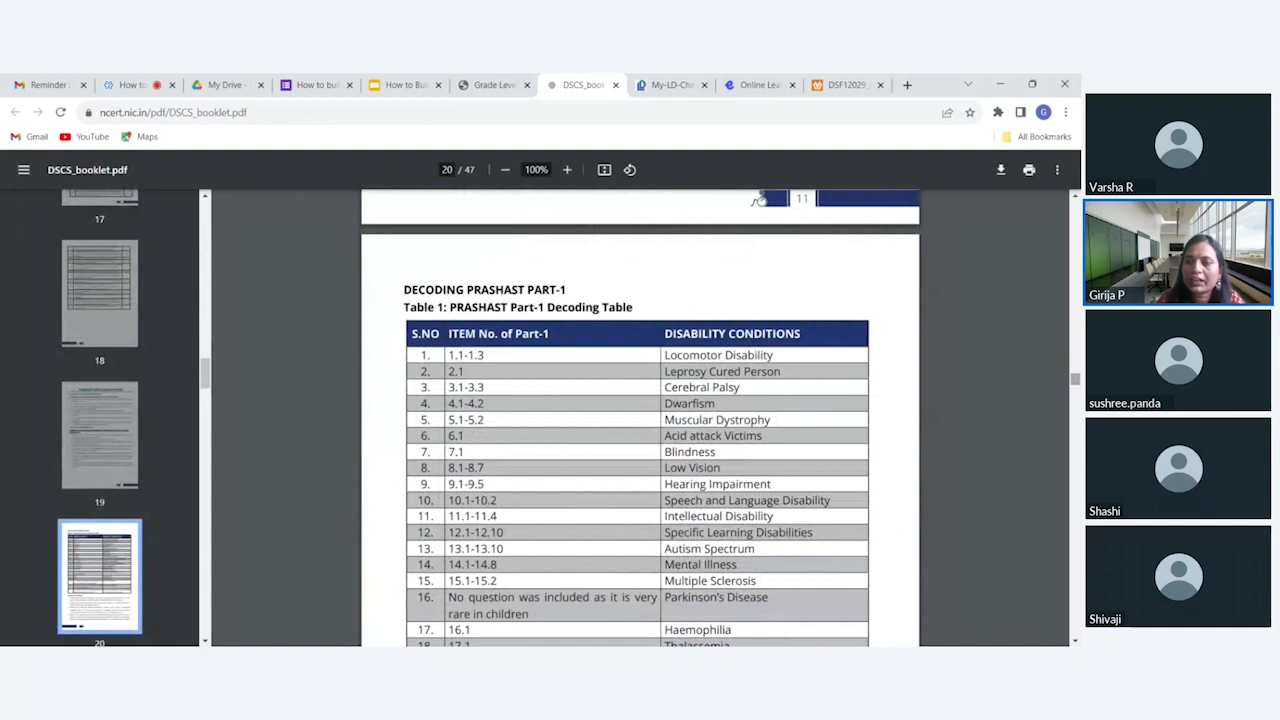 Reminder
How to
My Drive -
How to bui
How to Bui
Grade Leve
DSCS_book
My-LD-Cho
Online Lear
DSF12029_
ncert.nic.in/pdf/DSCS_booklet.pdf
G
Gmail
YouTube
Maps
All Bookmarks
DSCS_booklet.pdf
20 / 47
100%
17
18
19
20
11
DECODING PRASHAST PART-1
Table 1: PRASHAST Part-1 Decoding Table
S.NO ITEM No. of Part-1 DISABILITY CONDITIONS
1. 1.1-1.3 Locomotor Disability
2. 2.1 Leprosy Cured Person
3. 3.1-3.3 Cerebral Palsy
4. 4.1-4.2 Dwarfism
5. 5.1-5.2 Muscular Dystrophy
6. 6.1 Acid attack Victims
7. 7.1 Blindness
8. 8.1-8.7 Low Vision
9. 9.1-9.5 Hearing Impairment
10. 10.1-10.2 Speech and Language Disability
11. 11.1-11.4 Intellectual Disability
12. 12.1-12.10 Specific Learning Disabilities
13. 13.1-13.10 Autism Spectrum
14. 14.1-14.8 Mental Illness
15. 15.1-15.2 Multiple Sclerosis
16. No question was included as it is very Parkinson's Disease
rare in children
17. 16.1 Haemophilia
18. 17.1 Thalassemia
Varsha R
Girija P
sushree.panda
Shashi
Shivaji